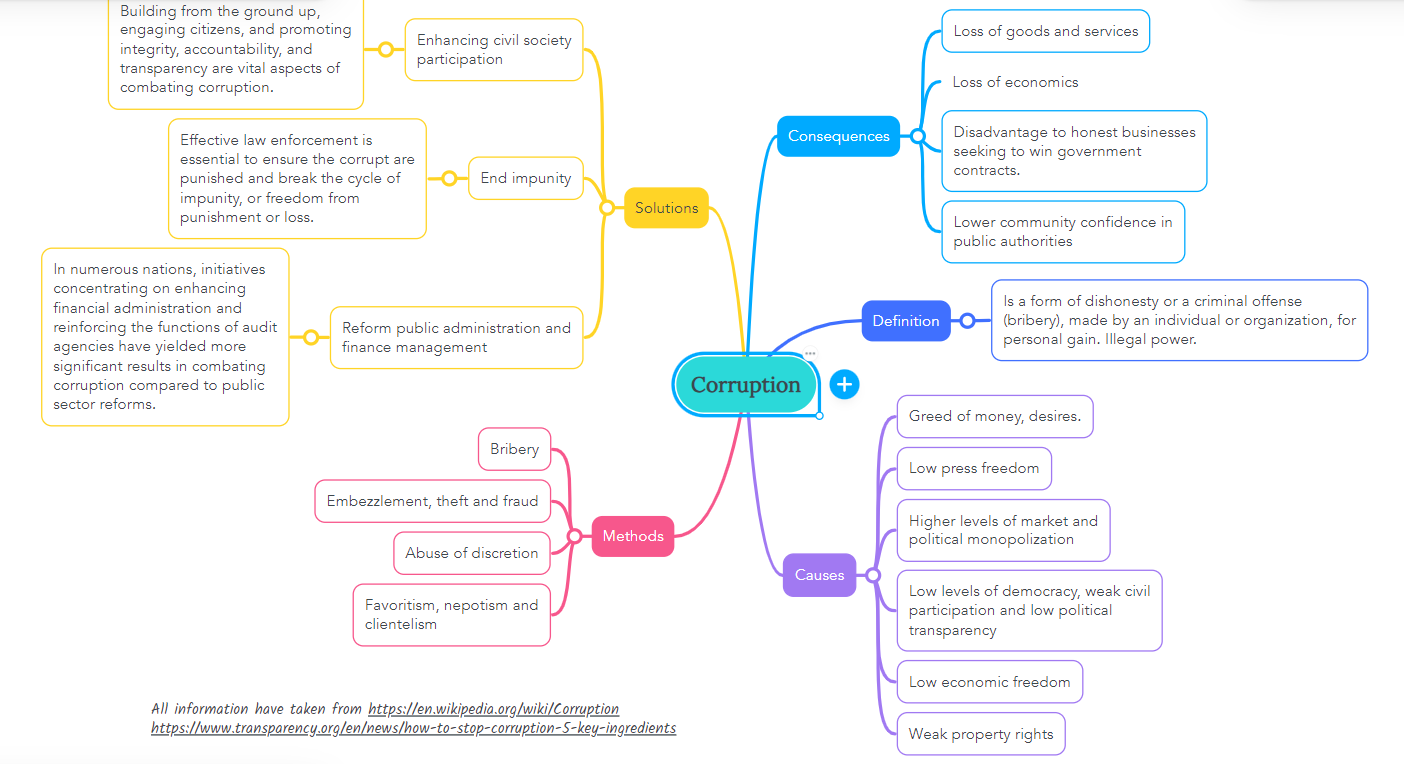 Building from the ground up,
engaging citizens, and promoting
integrity, accountability, and
transparency are vital aspects of
combating corruption.
Enhancing civil society
participation
Effective law enforcement is
essential to ensure the corrupt are
punished and break the cycle of
impunity, or freedom from
punishment or loss.
End impunity
Solutions
In numerous nations, initiatives
concentrating on enhancing
financial administration and
reinforcing the functions of audit
agencies have yielded more
significant results in combating
corruption compared to public
sector reforms.
Reform public administration and
finance management
Consequences
Loss of goods and services
Loss of economics
Disadvantage to honest businesses
seeking to win government
contracts.
Lower community confidence in
public authorities
Definition
Is a form of dishonesty or a criminal offense
(bribery), made by an individual or organization, for
personal gain. Illegal power.
Corruption
Bribery
Embezzlement, theft and fraud
Abuse of discretion
Favoritism, nepotism and
clientelism
Methods
Causes
Greed of money, desires.
Low press freedom
Higher levels of market and
political monopolization
Low levels of democracy, weak civil
participation and low political
transparency
Low economic freedom
Weak property rights
All information have taken from https://en.wikipedia.org/wiki/Corruption
https://www.transparency.org/en/news/how-to-stop-corruption-5-key-ingredients